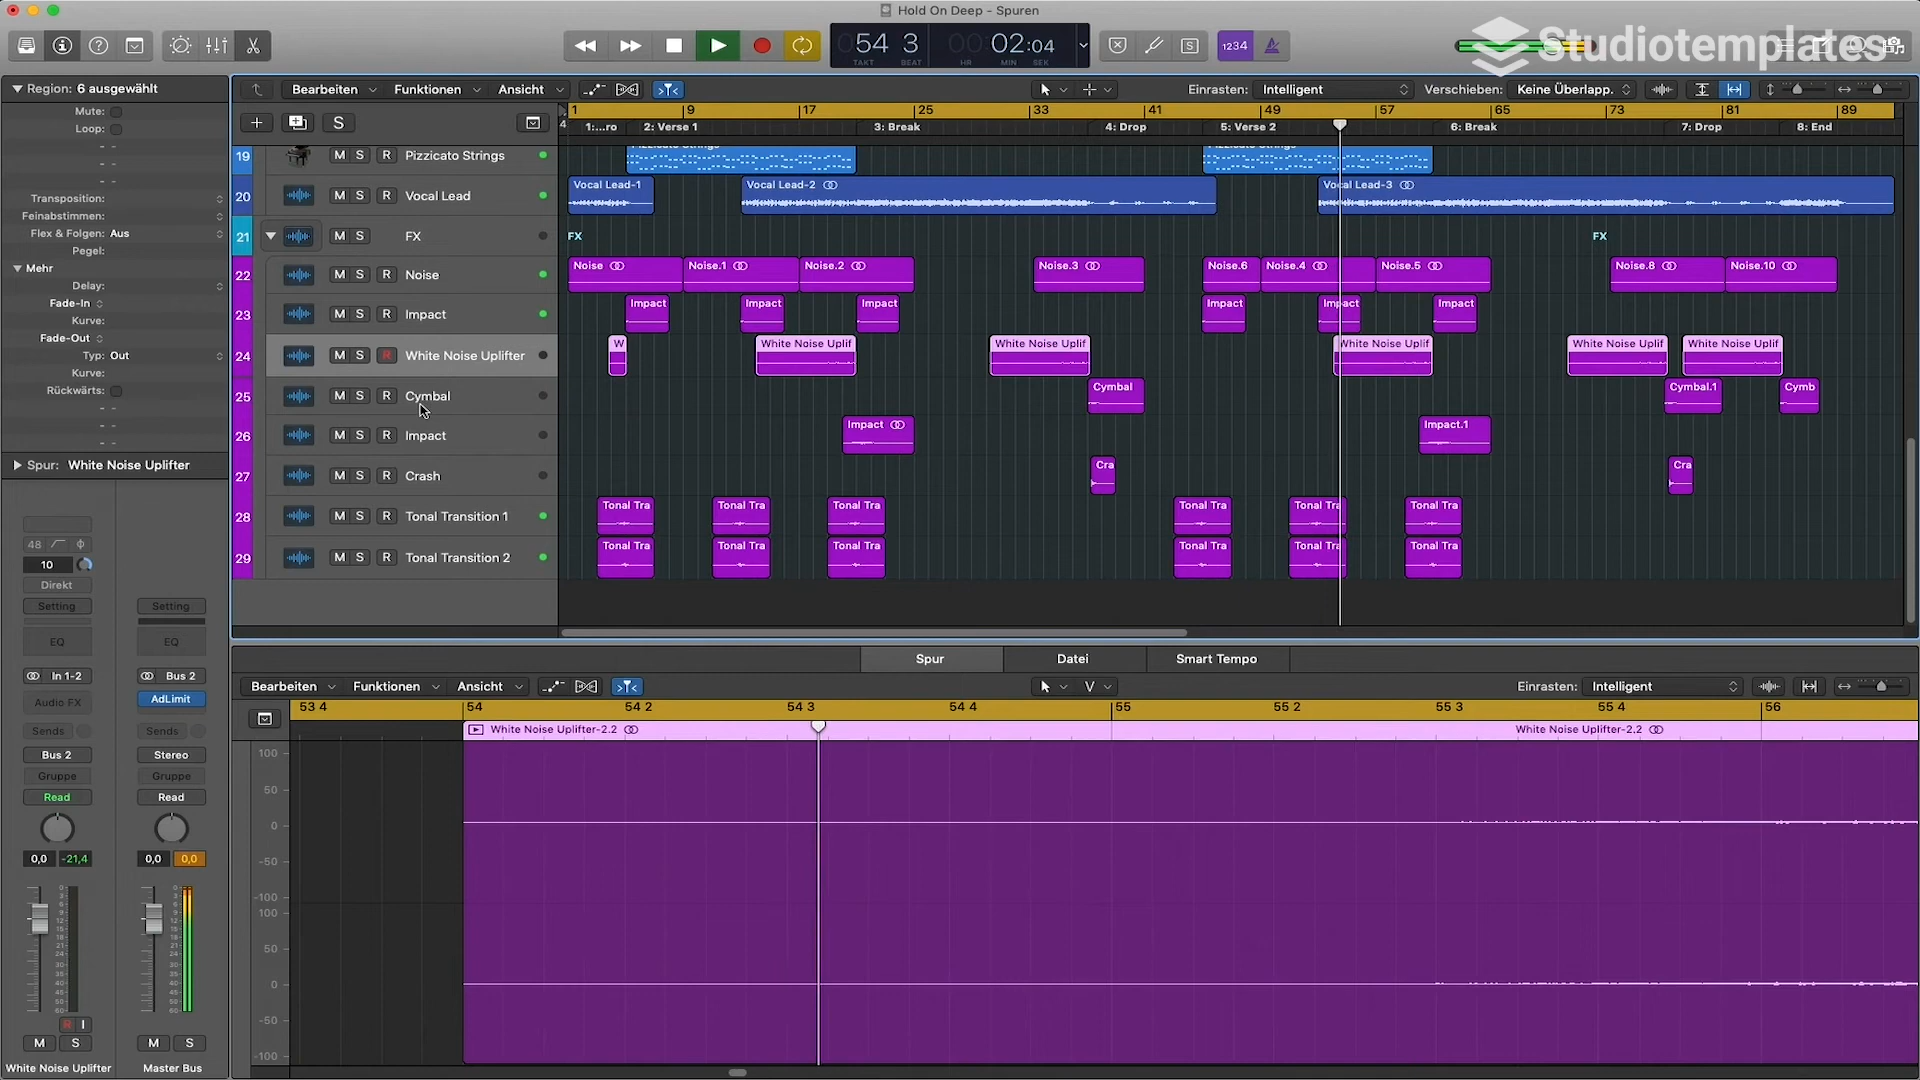 Hold On Deep - Spuren
54 3
00:02:04
TAKT BEAT HR MIN SEK
1234
Studiotemplates
Region: 6 ausgewählt
Mute:
Loop:
Transposition:
Feinabstimmen:
Flex & Folgen: Aus
Pegel:
Mehr
Delay:
Fade-In
Kurve:
Fade-Out
Typ: Out
Kurve:
Rückwärts:
Spur: White Noise Uplifter
Bearbeiten Funktionen Ansicht
Einrasten: Intelligent Verschieben: Keine Überlapp.
1 9 17 25 33 41 49 57 65 73 81 89
1:...ro 2: Verse 1 3: Break 4: Drop 5: Verse 2 6: Break 7: Drop 8: End
19 M S R Pizzicato Strings
20 M S R Vocal Lead Vocal Lead-1 Vocal Lead-2 Vocal Lead-3
21 M S FX FX FX
22 M S R Noise Noise Noise.1 Noise.2 Noise.3 Noise.6 Noise.4 Noise.5 Noise.8 Noise.10
23 M S R Impact Impact Impact Impact Impact Impact Impact
24 M S R White Noise Uplifter W White Noise Uplif White Noise Uplif White Noise Uplif White Noise Uplif White Noise Uplif
25 M S R Cymbal Cymbal Cymbal.1 Cymb
26 M S R Impact Impact Impact.1
27 M S R Crash Cra Cra
28 M S R Tonal Transition 1 Tonal Tra Tonal Tra Tonal Tra Tonal Tra Tonal Tra Tonal Tra
29 M S R Tonal Transition 2 Tonal Tra Tonal Tra Tonal Tra Tonal Tra Tonal Tra Tonal Tra
48
10
Direkt
Setting Setting
EQ EQ
In 1-2 Bus 2
Audio FX AdLimit
Sends Sends
Bus 2 Stereo
Gruppe Gruppe
Read Read
0,0 -21,4 0,0 0,0
R I
M S M S
White Noise Uplifter Master Bus
Spur Datei Smart Tempo
Bearbeiten Funktionen Ansicht
Einrasten: Intelligent
53 4 54 54 2 54 3 54 4 55 55 2 55 3 55 4 56
White Noise Uplifter-2.2 White Noise Uplifter-2.2
100
50
0
-50
-100
100
50
0
-50
-100